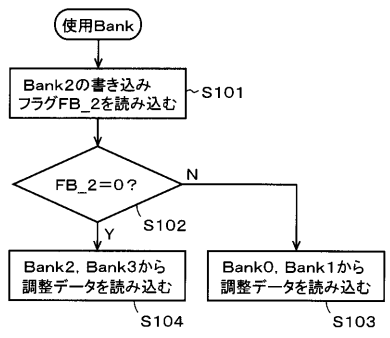 使用Bank
Bank2の書き込み
フラグFB_2を読み込む
S101
FB_2=0?
N
S102
Y
Bank2, Bank3から
調整データを読み込む
S104
Bank0, Bank1から
調整データを読み込む
S103